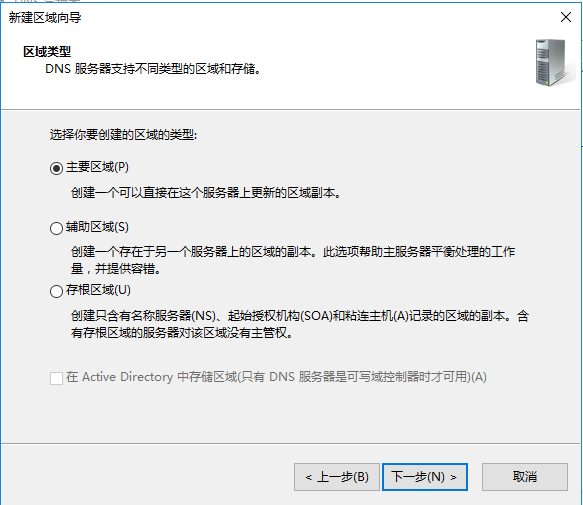 新建区域向导
区域类型
DNS 服务器支持不同类型的区域和存储。
选择你要创建的区域的类型:
主要区域(P)
创建一个可以直接在这个服务器上更新的区域副本。
辅助区域(S)
创建一个存在于另一个服务器上的区域的副本。此选项帮助主服务器平衡处理的工作
量，并提供容错。
存根区域(U)
创建只含有名称服务器(NS)、起始授权机构(SOA)和粘连主机(A)记录的区域的副本。含
有存根区域的服务器对该区域没有主管权。
在 Active Directory 中存储区域(只有 DNS 服务器是可写域控制器时才可用)(A)
< 上一步(B) 下一步(N) > 取消